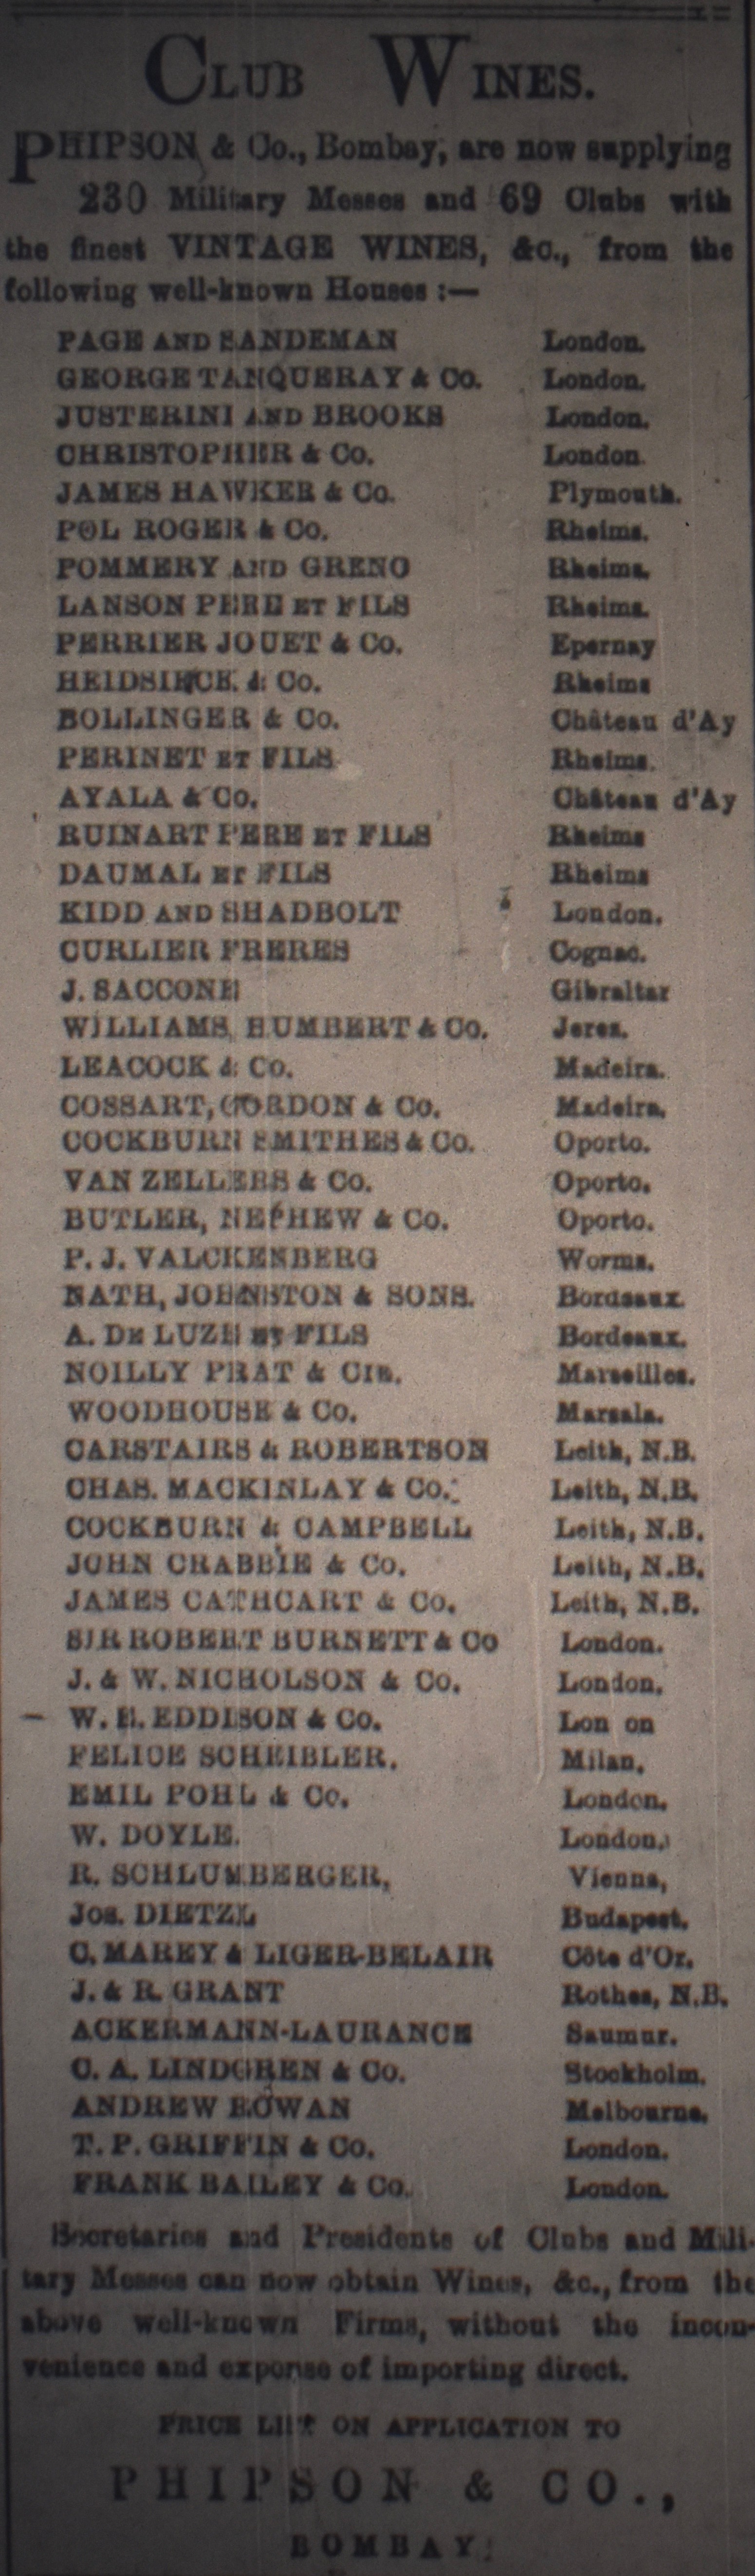 CLUB WINES.
PHIPSON & Co., Bombay, are now supplying
230 Military Messes and 69 Clubs with
the finest VINTAGE WINES, &c., from the
following well-known Houses :—
PAGE AND SANDEMAN London.
GEORGE TANQUERAY & Co. London.
JUSTERINI AND BROOKS London.
CHRISTOPHER & Co. London.
JAMES HAWKER & Co. Plymouth.
POL ROGER & Co. Rheims.
POMMERY AND GRENO Rheims.
LANSON PERE ET FILS Rheims.
PERRIER JOUET & Co. Epernay
HEIDSIECK & Co. Rheims
BOLLINGER & Co. Château d'Ay
PERINET ET FILS Rheims.
AYALA & Co. Château d'Ay
RUINART PERE ET FILS Rheims
DAUMAL ET FILS Rheims
KIDD AND SHADBOLT London.
CURLIER FRERES Cognac.
J. SACCONE Gibraltar
WILLIAMS, HUMBERT & Co. Jerez.
LEACOCK & Co. Madeira.
COSSART, GORDON & Co. Madeira.
COCKBURN SMITHES & Co. Oporto.
VAN ZELLERS & Co. Oporto.
BUTLER, NEPHEW & Co. Oporto.
P. J. VALCKENBERG Worms.
NATH, JOHNSTON & SONS. Bordeaux.
A. DE LUZE ET FILS Bordeaux.
NOILLY PRAT & CIE. Marseilles.
WOODHOUSE & Co. Marsala.
CARSTAIRS & ROBERTSON Leith, N.B.
CHAS. MACKINLAY & Co. Leith, N.B.
COCKBURN & CAMPBELL Leith, N.B.
JOHN CRABBIE & Co. Leith, N.B.
JAMES CATHCART & Co. Leith, N.B.
SIR ROBERT BURNETT & Co London.
J. & W. NICHOLSON & Co. London.
W. H. EDDISON & Co. Lon on
FELICE SCHEIBLER. Milan.
EMIL POHL & Co. London.
W. DOYLE. London.
R. SCHLUMBERGER, Vienna,
Jos. DIETZL Budapest.
C. MAREY & LIGER-BELAIR Côte d'Or.
J. & R. GRANT Rothes, N.B.
ACKERMANN-LAURANCE Saumur.
C. A. LINDGREN & Co. Stockholm.
ANDREW ROWAN Melbourne.
T. P. GRIFFIN & Co. London.
FRANK BAILEY & Co. London.
Secretaries and Presidents of Clubs and Mili-
tary Messes can now obtain Wines, &c., from the
above well-known Firms, without the incon-
venience and expense of importing direct.
PRICE LIST ON APPLICATION TO
PHIPSON & CO.,
BOMBAY.